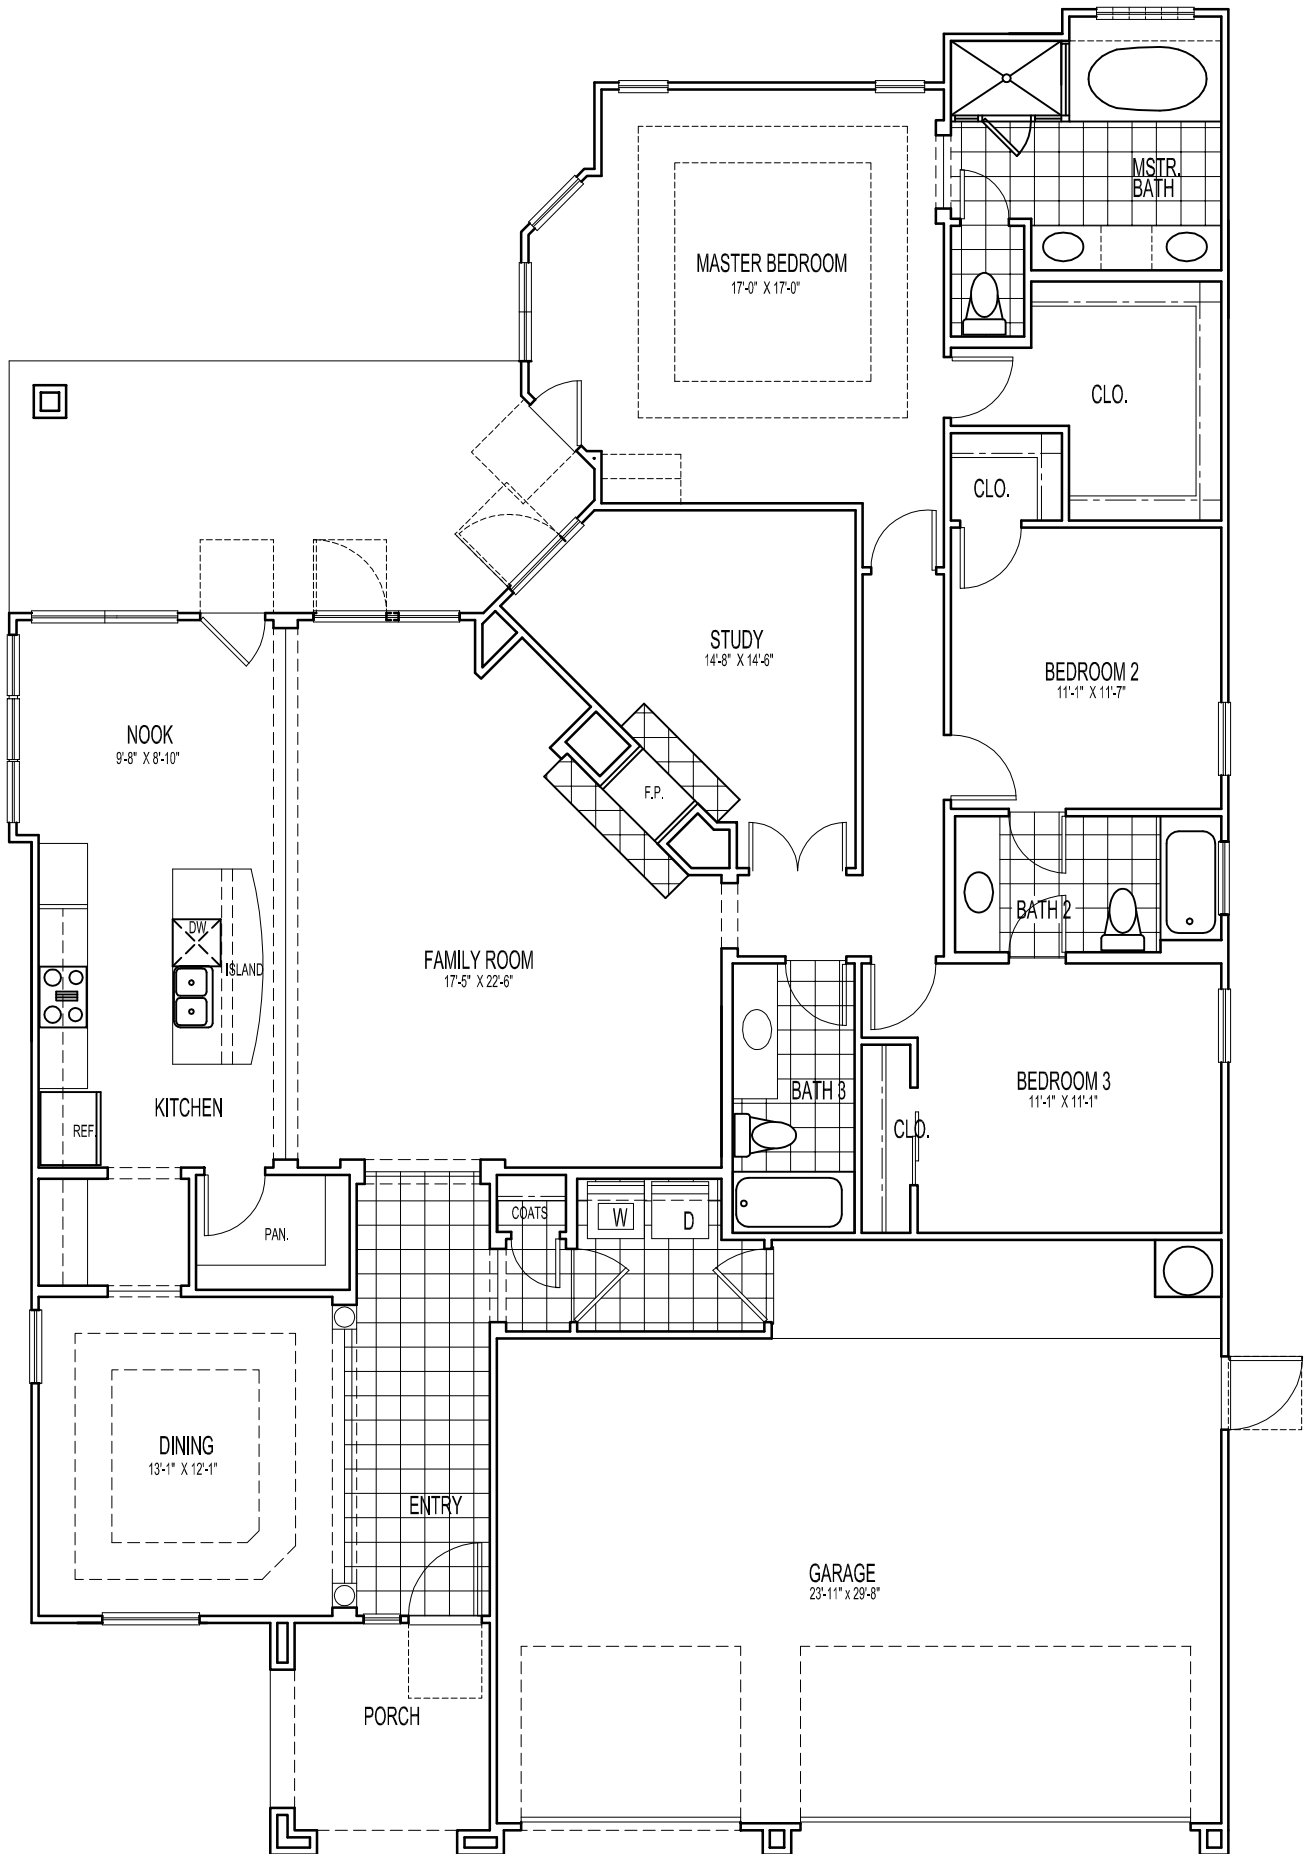 MSTR.
BATH
MASTER BEDROOM
17'-0" X 17'-0"
CLO.
CLO.
STUDY
14'-8" X 14'-6"
BEDROOM 2
11'-1" X 11'-7"
NOOK
9'-8" X 8'-10"
F.P.
BATH 2
DW
ISLAND
FAMILY ROOM
17'-5" X 22'-6"
KITCHEN
REF.
BATH 3
BEDROOM 3
11'-1" X 11'-1"
CLO.
PAN.
COATS
W
D
DINING
13'-1" X 12'-1"
ENTRY
GARAGE
23'-11" x 29'-8"
PORCH